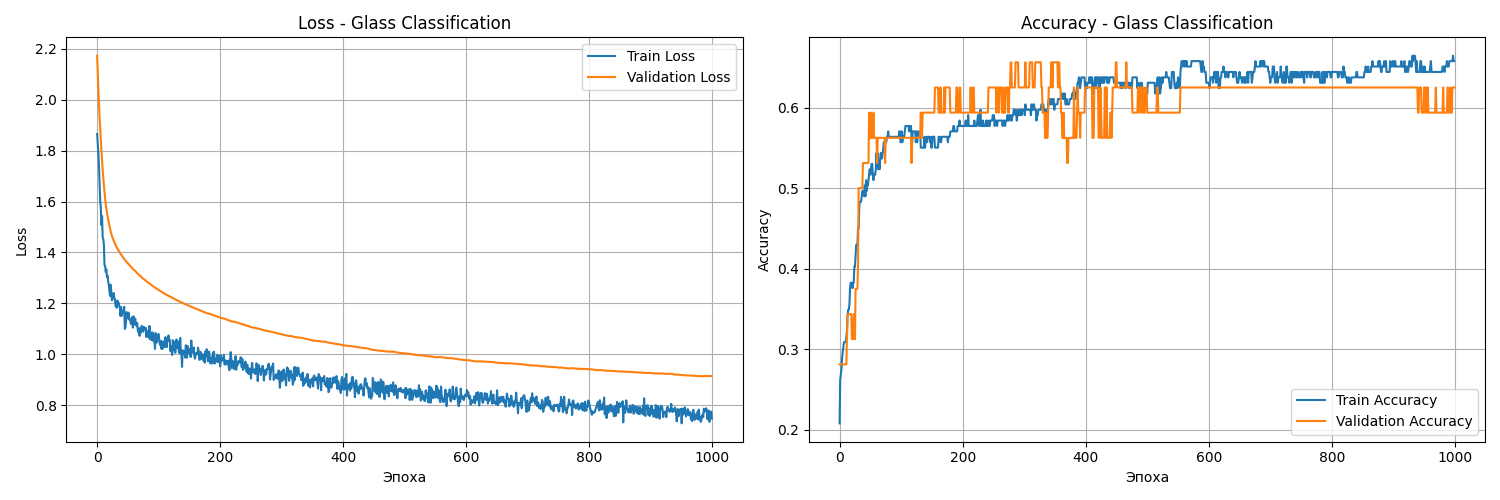 Loss - Glass Classification
Loss
2.2
2.0
1.8
1.6
1.4
1.2
1.0
0.8
Train Loss
Validation Loss
0 200 400 600 800 1000
Эпоха
Accuracy - Glass Classification
Accuracy
0.6
0.5
0.4
0.3
0.2
Train Accuracy
Validation Accuracy
0 200 400 600 800 1000
Эпоха